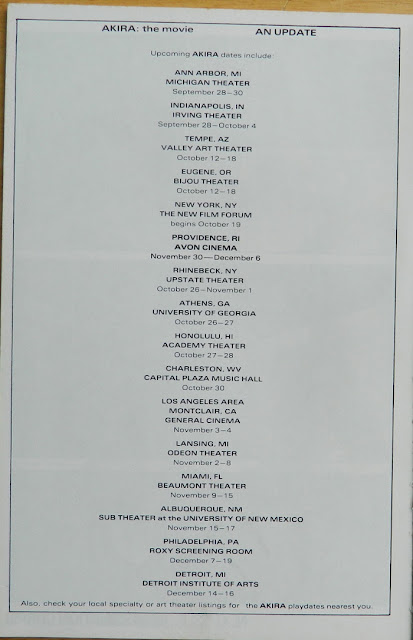 AKIRA: the movie AN UPDATE
Upcoming AKIRA dates include:
ANN ARBOR, MI
MICHIGAN THEATER
September 28—30
INDIANAPOLIS, IN
IRVING THEATER
September 28—October 4
TEMPE, AZ
VALLEY ART THEATER
October 12—18
EUGENE, OR
BIJOU THEATER
October 12—18
NEW YORK, NY
THE NEW FILM FORUM
begins October 19
PROVIDENCE, RI
AVON CINEMA
November 30—December 6
RHINEBECK, NY
UPSTATE THEATER
October 26—November 1
ATHENS, GA
UNIVERSITY OF GEORGIA
October 26—27
HONOLULU, HI
ACADEMY THEATER
October 27—28
CHARLESTON, WV
CAPITAL PLAZA MUSIC HALL
October 30
LOS ANGELES AREA
MONTCLAIR, CA
GENERAL CINEMA
November 3—4
LANSING, MI
ODEON THEATER
November 2—8
MIAMI, FL
BEAUMONT THEATER
November 9—15
ALBUQUERQUE, NM
SUB THEATER at the UNIVERSITY OF NEW MEXICO
November 15—17
PHILADELPHIA, PA
ROXY SCREENING ROOM
December 7—19
DETROIT, MI
DETROIT INSTITUTE OF ARTS
December 14—16
Also, check your local specialty or art theater listings for the AKIRA playdates nearest you.